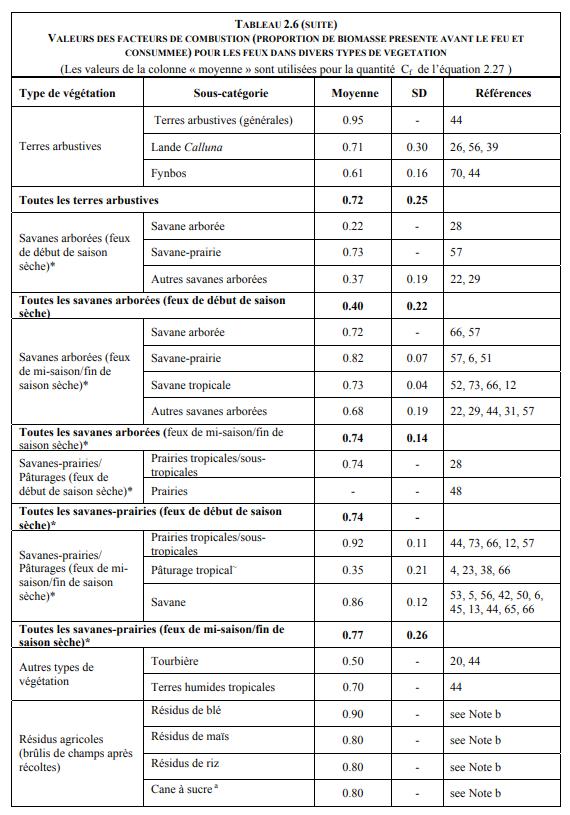 TABLEAU 2.6 (SUITE)
VALEURS DES FACTEURS DE COMBUSTION (PROPORTION DE BIOMASSE PRESENTE AVANT LE FEU ET
CONSUMMEE) POUR LES FEUX DANS DIVERS TYPES DE VEGETATION
(Les valeurs de la colonne « moyenne » sont utilisées pour la quantité Cf de l'équation 2.27 )
Type de végétation Sous-catégorie Moyenne SD Références
Terres arbustives
Terres arbustives (générales) 0.95 - 44
Lande Calluna 0.71 0.30 26, 56, 39
Fynbos 0.61 0.16 70, 44
Toutes les terres arbustives 0.72 0.25
Savanes arborées (feux
de début de saison
sèche)*
Savane arborée 0.22 - 28
Savane-prairie 0.73 - 57
Autres savanes arborées 0.37 0.19 22, 29
Toutes les savanes arborées (feux de début de saison
sèche) 0.40 0.22
Savanes arborées (feux
de mi-saison/fin de
saison sèche)*
Savane arborée 0.72 - 66, 57
Savane-prairie 0.82 0.07 57, 6, 51
Savane tropicale 0.73 0.04 52, 73, 66, 12
Autres savanes arborées 0.68 0.19 22, 29, 44, 31, 57
Toutes les savanes arborées (feux de mi-saison/fin de
saison sèche)* 0.74 0.14
Savanes-prairies/
Pâturages (feux de
début de saison sèche)*
Prairies tropicales/sous-
tropicales 0.74 - 28
Prairies - - 48
Toutes les savanes-prairies (feux de début de saison
sèche)* 0.74 -
Savanes-prairies/
Pâturages (feux de mi-
saison/fin de saison
sèche)*
Prairies tropicales/sous-
tropicales 0.92 0.11 44, 73, 66, 12, 57
Pâturage tropical~ 0.35 0.21 4, 23, 38, 66
Savane 0.86 0.12 53, 5, 56, 42, 50, 6,
45, 13, 44, 65, 66
Toutes les savanes-prairies (feux de mi-saison/fin de
saison sèche)* 0.77 0.26
Autres types de
végétation
Tourbière 0.50 - 20, 44
Terres humides tropicales 0.70 - 44
Résidus agricoles
(brûlis de champs après
récoltes)
Résidus de blé 0.90 - see Note b
Résidus de maïs 0.80 - see Note b
Résidus de riz 0.80 - see Note b
Cane à sucre a 0.80 - see Note b